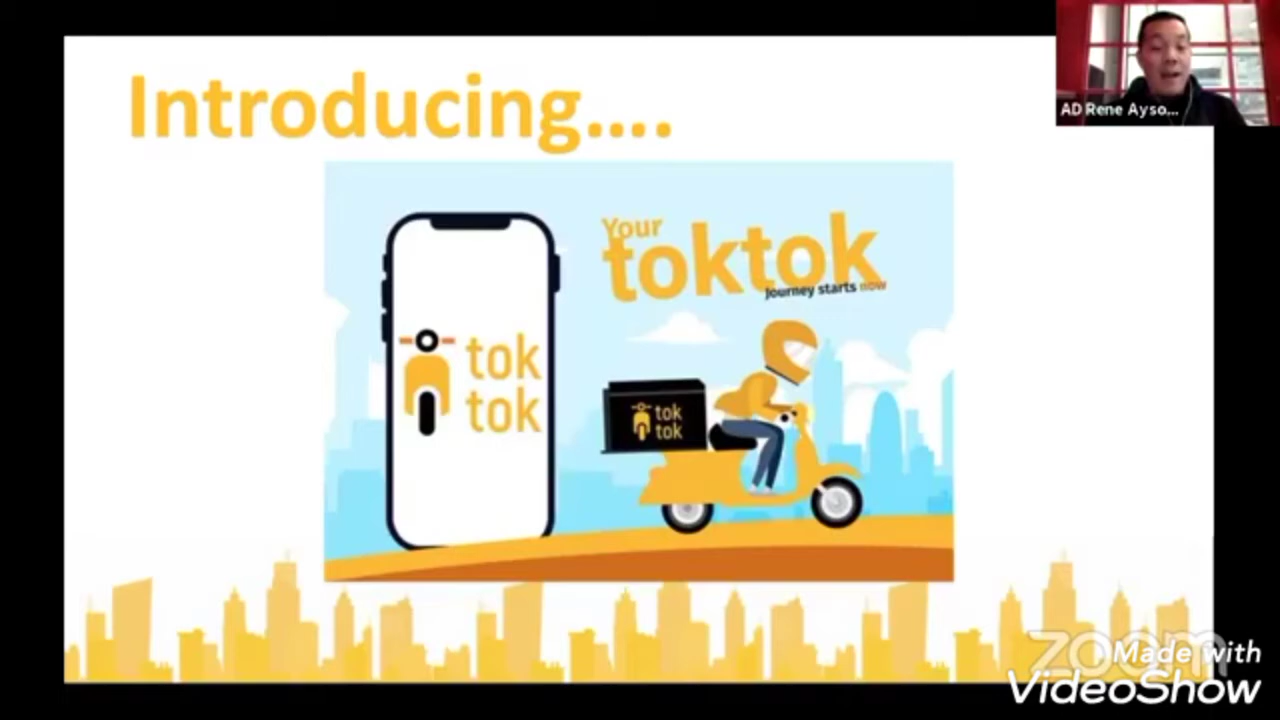 Introducing....
AD Rene Ayso...
Your
toktok
Journey starts now
tok
tok
tok
tok
zoom
Made with
VideoShow